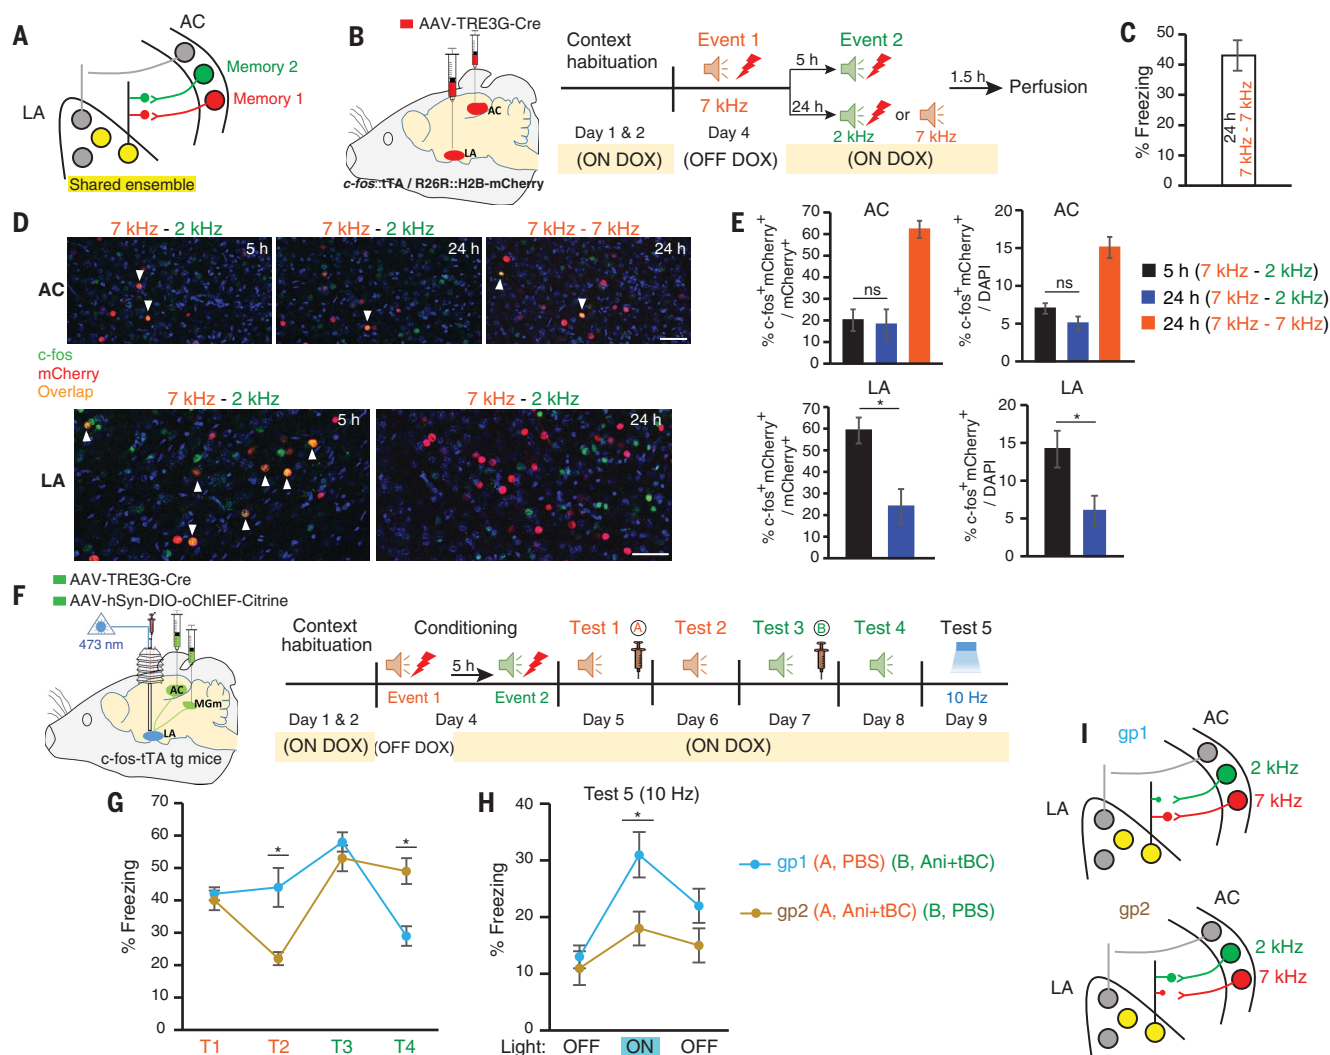 A
AC
Memory 2
Memory 1
LA
Shared ensemble
B
AAV-TRE3G-Cre
AC
LA
c-fos::tTA / R26R::H2B-mCherry
Context
habituation
Event 1
7 kHz
5 h
24 h
Event 2
2 kHz
or
7 kHz
1.5 h
Perfusion
Day 1 & 2
Day 4
(ON DOX)
(OFF DOX)
(ON DOX)
C
% Freezing
50
40
30
20
10
0
24 h
7 kHz - 7 kHz
D
7 kHz - 2 kHz
7 kHz - 2 kHz
7 kHz - 7 kHz
5 h
24 h
24 h
AC
c-fos
mCherry
Overlap
7 kHz - 2 kHz
7 kHz - 2 kHz
5 h
24 h
LA
E
AC
% c-fos+mCherry+
/ mCherry+
70
60
50
40
30
20
10
0
ns
AC
% c-fos+mCherry+
/ DAPI
20
15
10
5
0
ns
5 h (7 kHz - 2 kHz)
24 h (7 kHz - 2 kHz)
24 h (7 kHz - 7 kHz)
LA
% c-fos+mCherry+
/ mCherry+
70
60
50
40
30
20
10
0
*
LA
% c-fos+mCherry+
/ DAPI
20
15
10
5
0
*
F
AAV-TRE3G-Cre
AAV-hSyn-DIO-oChIEF-Citrine
473 nm
AC
MGm
LA
c-fos-tTA tg mice
Context
habituation
Conditioning
5 h
Event 1
Event 2
Test 1
A
Test 2
Test 3
B
Test 4
Test 5
10 Hz
Day 1 & 2
Day 4
Day 5
Day 6
Day 7
Day 8
Day 9
(ON DOX)
(OFF DOX)
(ON DOX)
G
% Freezing
70
60
50
40
30
20
10
0
*
*
T1
T2
T3
T4
H
Test 5 (10 Hz)
% Freezing
40
30
20
10
0
*
Light:
OFF
ON
OFF
gp1 (A, PBS) (B, Ani+tBC)
gp2 (A, Ani+tBC) (B, PBS)
I
gp1
AC
2 kHz
7 kHz
LA
gp2
AC
2 kHz
7 kHz
LA